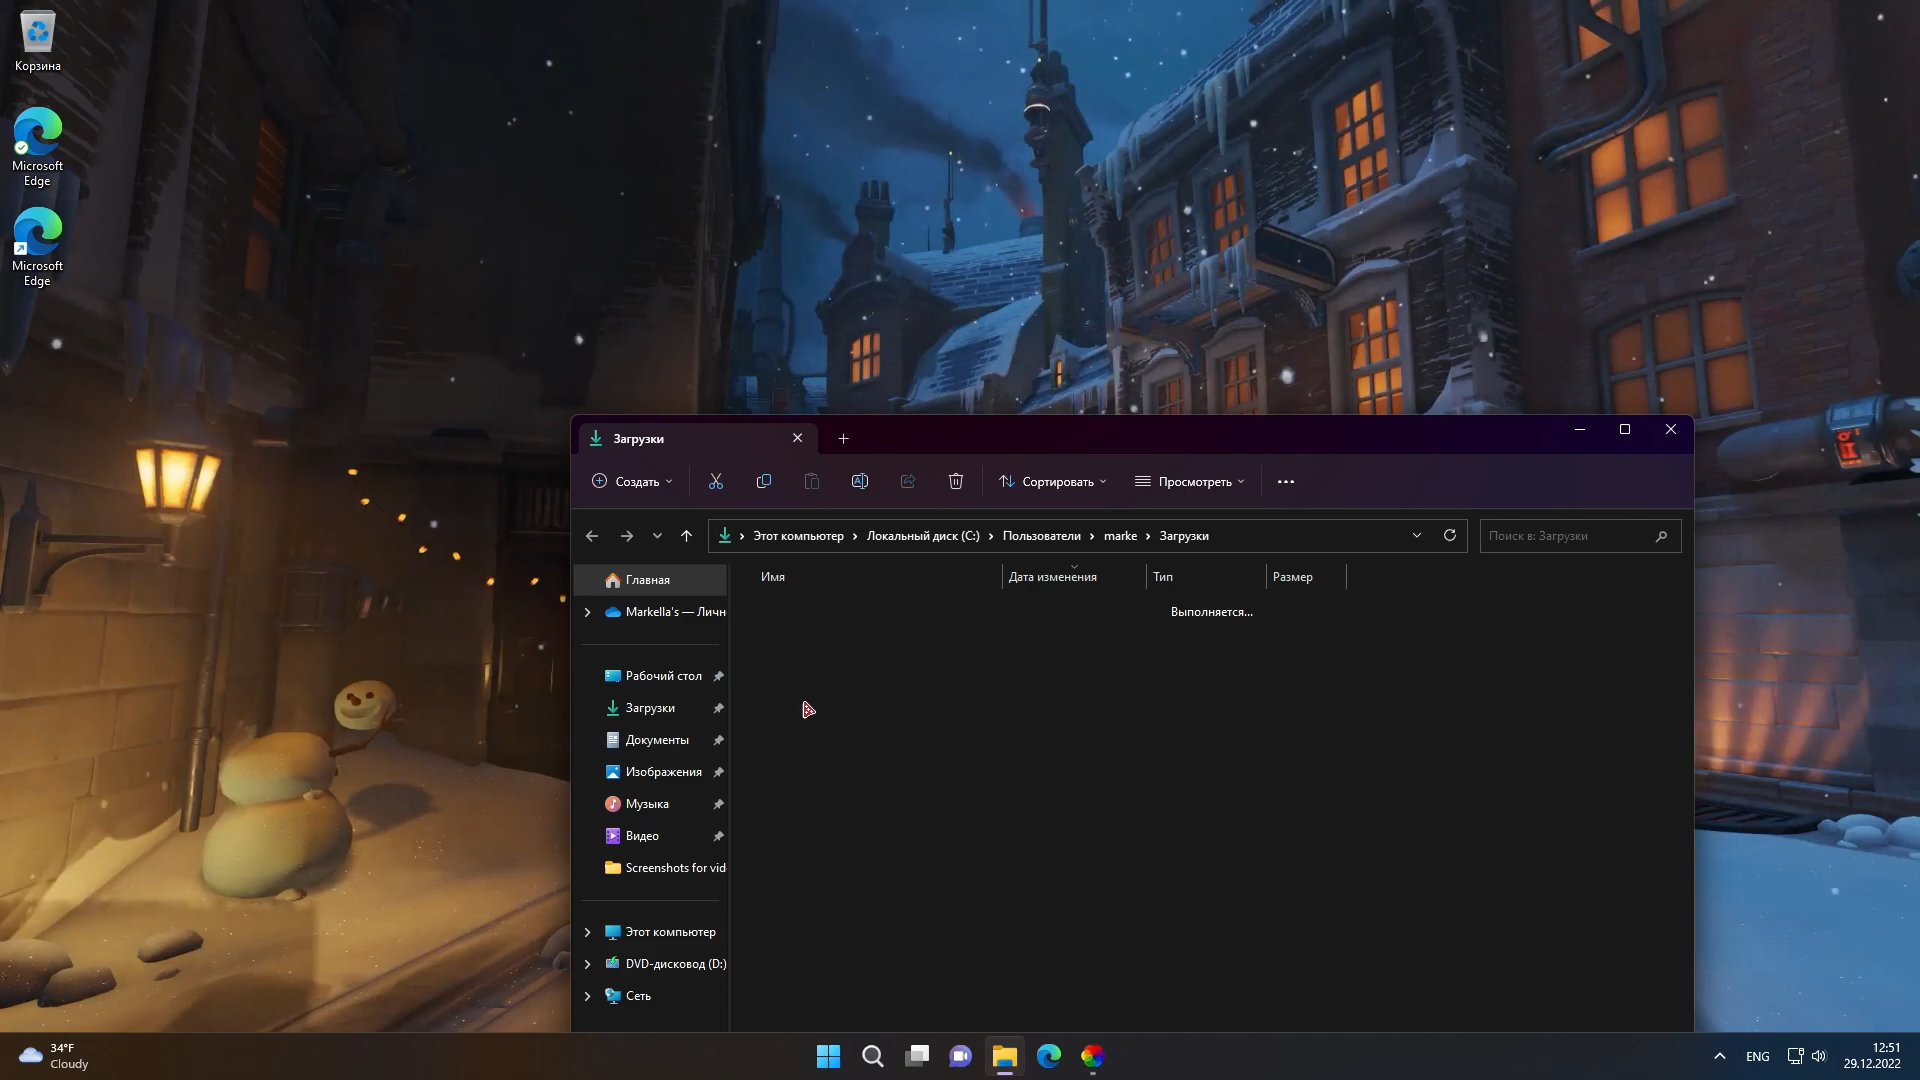 Корзина
Microsoft
Edge
Microsoft
Edge
Загрузки
Создать
Сортировать
Просмотреть
Этот компьютер
Локальный диск (C:)
Пользователи
marke
Загрузки
Поиск в: Загрузки
Главная
Markella's — Личн
Рабочий стол
Загрузки
Документы
Изображения
Музыка
Видео
Screenshots for vid
Этот компьютер
DVD-дисковод (D:)
Сеть
Имя
Дата изменения
Тип
Размер
Выполняется...
34°F
Cloudy
ENG
12:51
29.12.2022